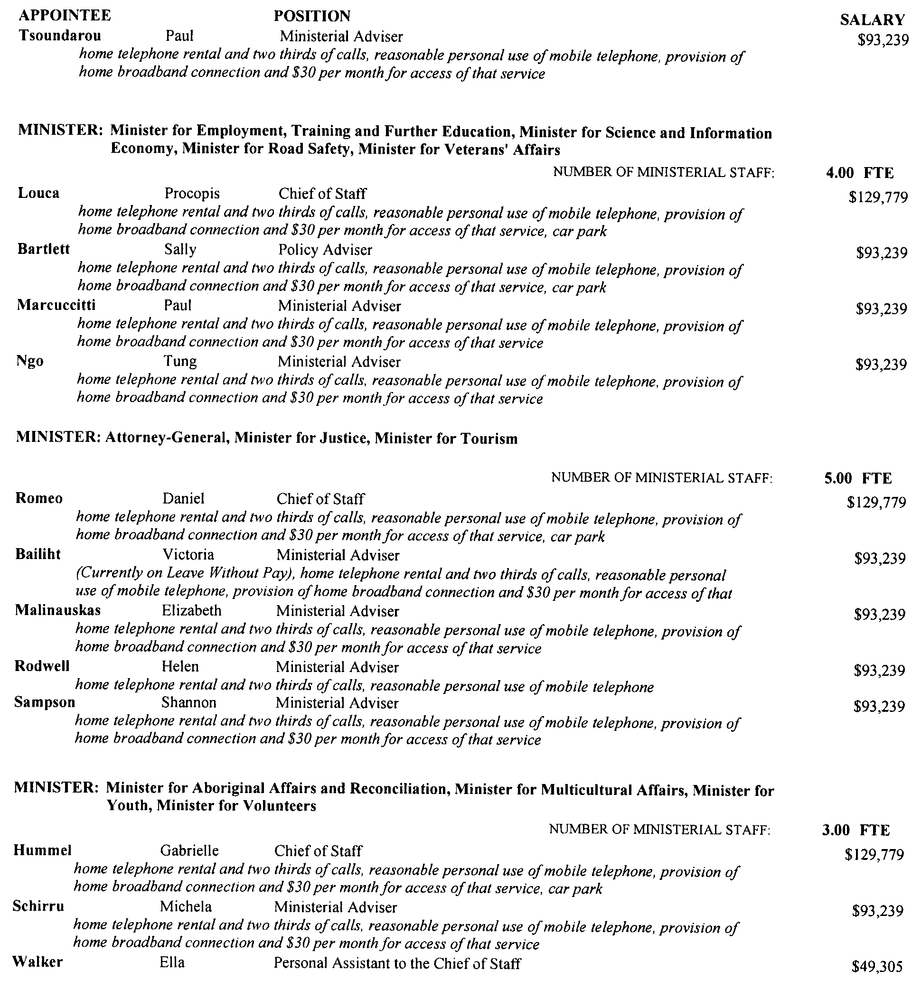 APPOINTEE POSITION SALARY
Tsoundarou Paul Ministerial Adviser $93,239
home telephone rental and two thirds of calls, reasonable personal use of mobile telephone, provision of
home broadband connection and $30 per month for access of that service
MINISTER: Minister for Employment, Training and Further Education, Minister for Science and Information
Economy, Minister for Road Safety, Minister for Veterans' Affairs
NUMBER OF MINISTERIAL STAFF: 4.00 FTE
Louca Procopis Chief of Staff $129,779
home telephone rental and two thirds of calls, reasonable personal use of mobile telephone, provision of
home broadband connection and $30 per month for access of that service, car park
Bartlett Sally Policy Adviser $93,239
home telephone rental and two thirds of calls, reasonable personal use of mobile telephone, provision of
home broadband connection and $30 per month for access of that service, car park
Marcuccitti Paul Ministerial Adviser $93,239
home telephone rental and two thirds of calls, reasonable personal use of mobile telephone, provision of
home broadband connection and $30 per month for access of that service
Ngo Tung Ministerial Adviser $93,239
home telephone rental and two thirds of calls, reasonable personal use of mobile telephone, provision of
home broadband connection and $30 per month for access of that service
MINISTER: Attorney-General, Minister for Justice, Minister for Tourism
NUMBER OF MINISTERIAL STAFF: 5.00 FTE
Romeo Daniel Chief of Staff $129,779
home telephone rental and two thirds of calls, reasonable personal use of mobile telephone, provision of
home broadband connection and $30 per month for access of that service, car park
Bailiht Victoria Ministerial Adviser $93,239
(Currently on Leave Without Pay), home telephone rental and two thirds of calls, reasonable personal
use of mobile telephone, provision of home broadband connection and $30 per month for access of that
Malinauskas Elizabeth Ministerial Adviser $93,239
home telephone rental and two thirds of calls, reasonable personal use of mobile telephone, provision of
home broadband connection and $30 per month for access of that service
Rodwell Helen Ministerial Adviser $93,239
home telephone rental and two thirds of calls, reasonable personal use of mobile telephone
Sampson Shannon Ministerial Adviser $93,239
home telephone rental and two thirds of calls, reasonable personal use of mobile telephone, provision of
home broadband connection and $30 per month for access of that service
MINISTER: Minister for Aboriginal Affairs and Reconciliation, Minister for Multicultural Affairs, Minister for
Youth, Minister for Volunteers
NUMBER OF MINISTERIAL STAFF: 3.00 FTE
Hummel Gabrielle Chief of Staff $129,779
home telephone rental and two thirds of calls, reasonable personal use of mobile telephone, provision of
home broadband connection and $30 per month for access of that service, car park
Schirru Michela Ministerial Adviser $93,239
home telephone rental and two thirds of calls, reasonable personal use of mobile telephone, provision of
home broadband connection and $30 per month for access of that service
Walker Ella Personal Assistant to the Chief of Staff $49,305